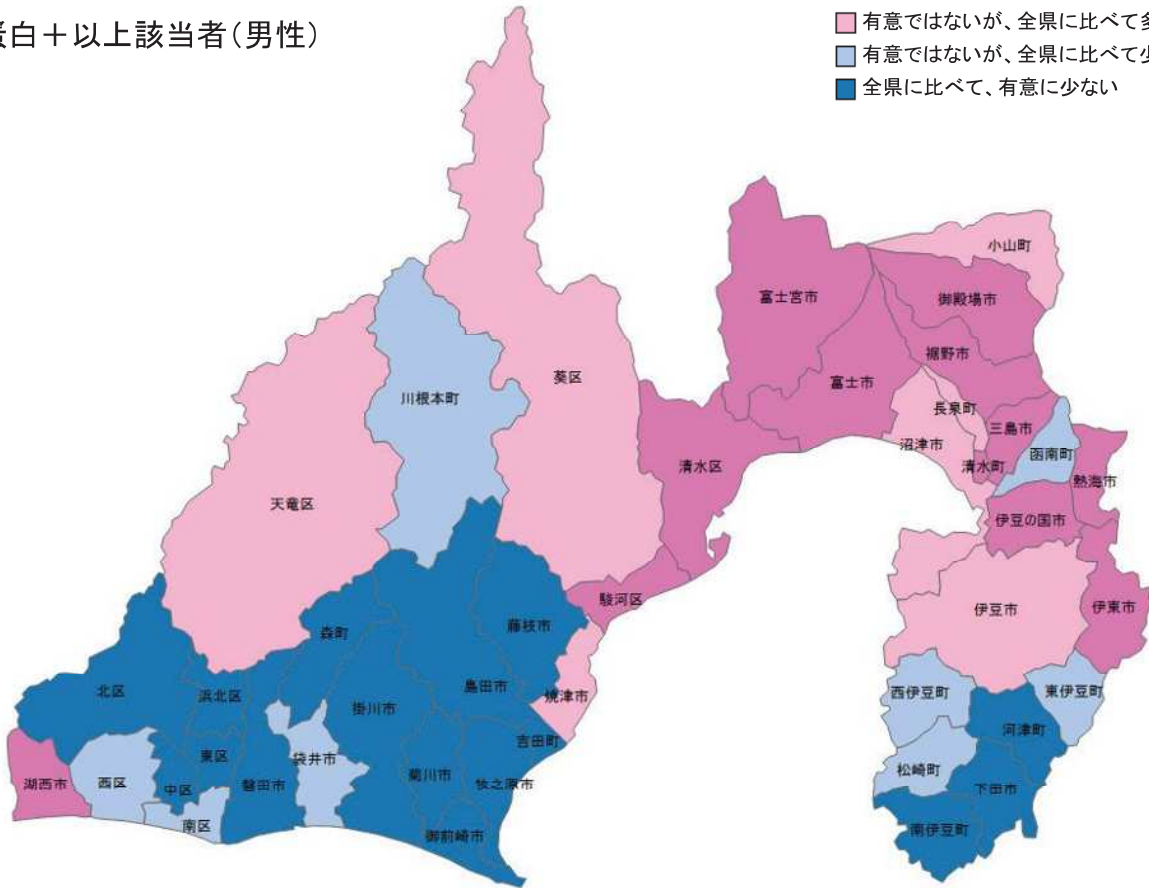 蛋白＋以上該当者（男性）
有意ではないが、全県に比べて多
有意ではないが、全県に比べて少
全県に比べて、有意に少ない
小山町
富士宮市
御殿場市
裾野市
富士市
葵区
川根本町
長泉町
三島市
沼津市
函南町
清水区
清水町
熱海市
天竜区
伊豆の国市
駿河区
伊豆市
伊東市
森町
藤枝市
北区
浜北区
島田市
焼津市
西伊豆町
東伊豆町
掛川市
河津町
吉田町
東区
袋井市
湖西市
西区
中区
磐田市
菊川市
牧之原市
松崎町
下田市
南区
御前崎市
南伊豆町